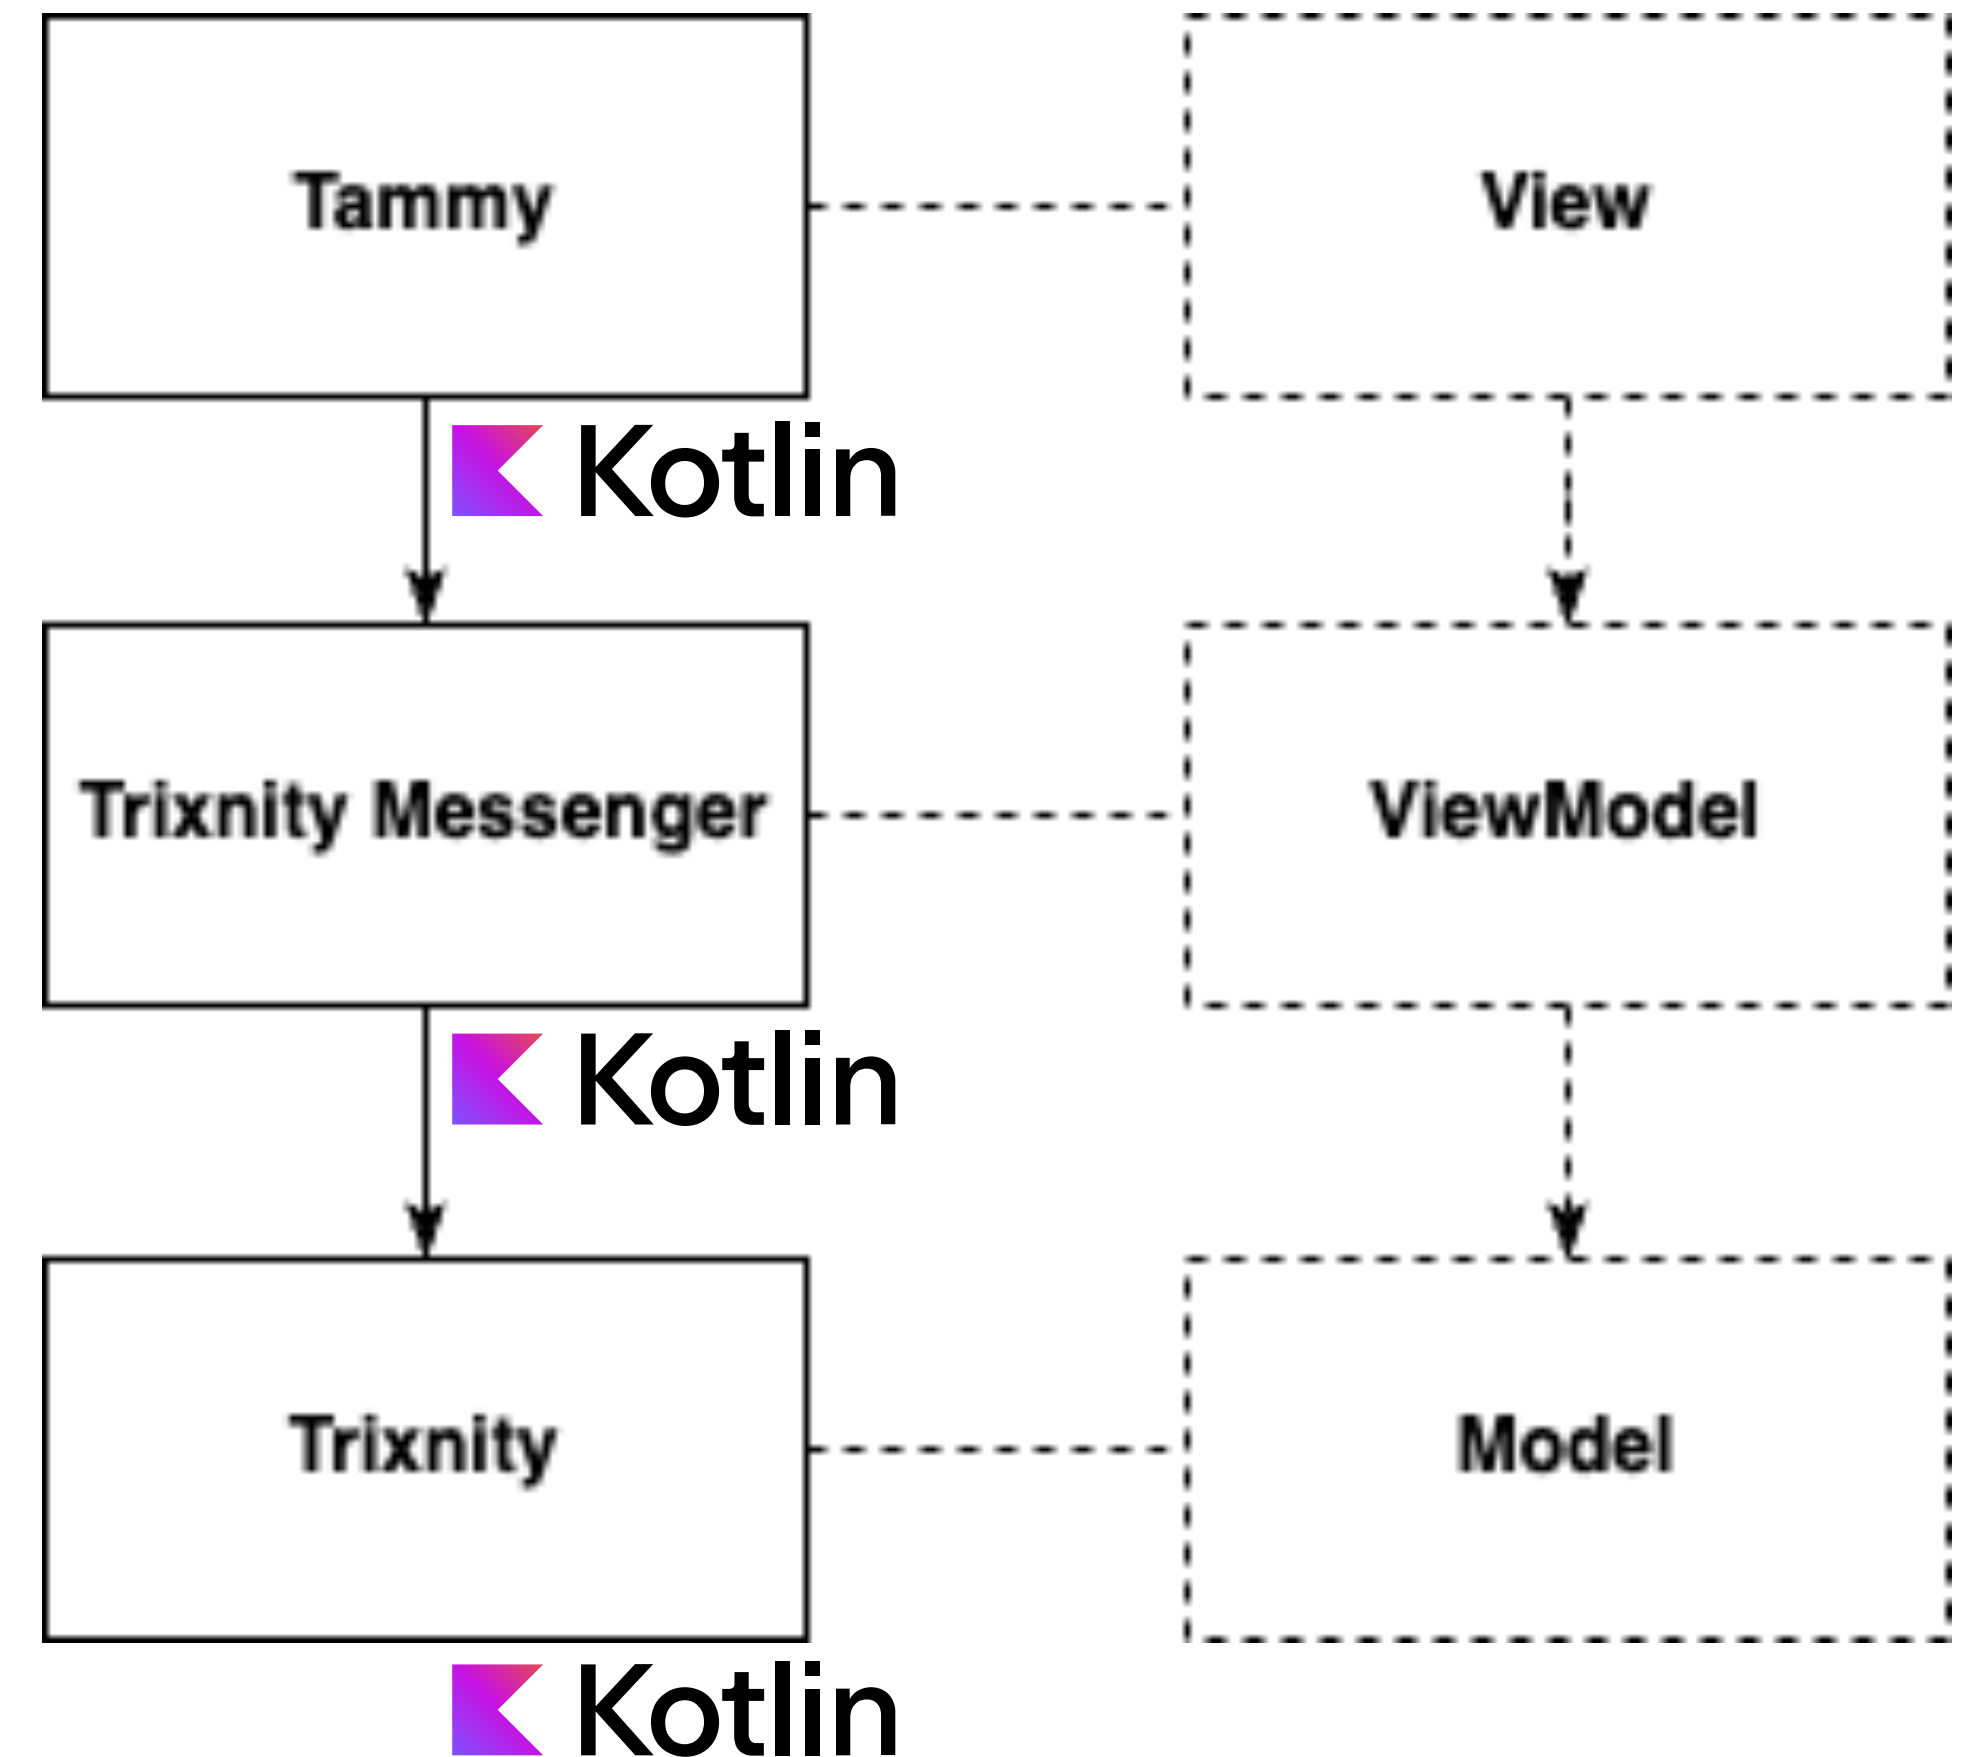 Tammy
View
Kotlin
Trixnity Messenger
ViewModel
Kotlin
Trixnity
Model
Kotlin